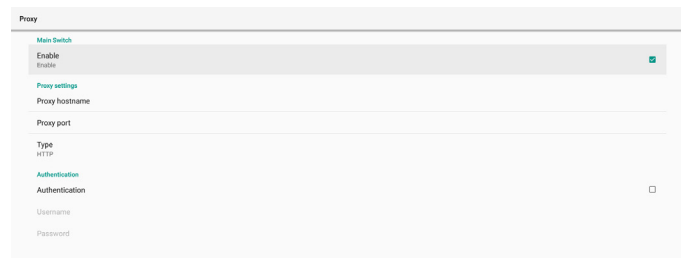 Proxy
Main Switch
Enable
Enable
Proxy settings
Proxy hostname
Proxy port
Type
HTTP
Authentication
Authentication
Username
Password